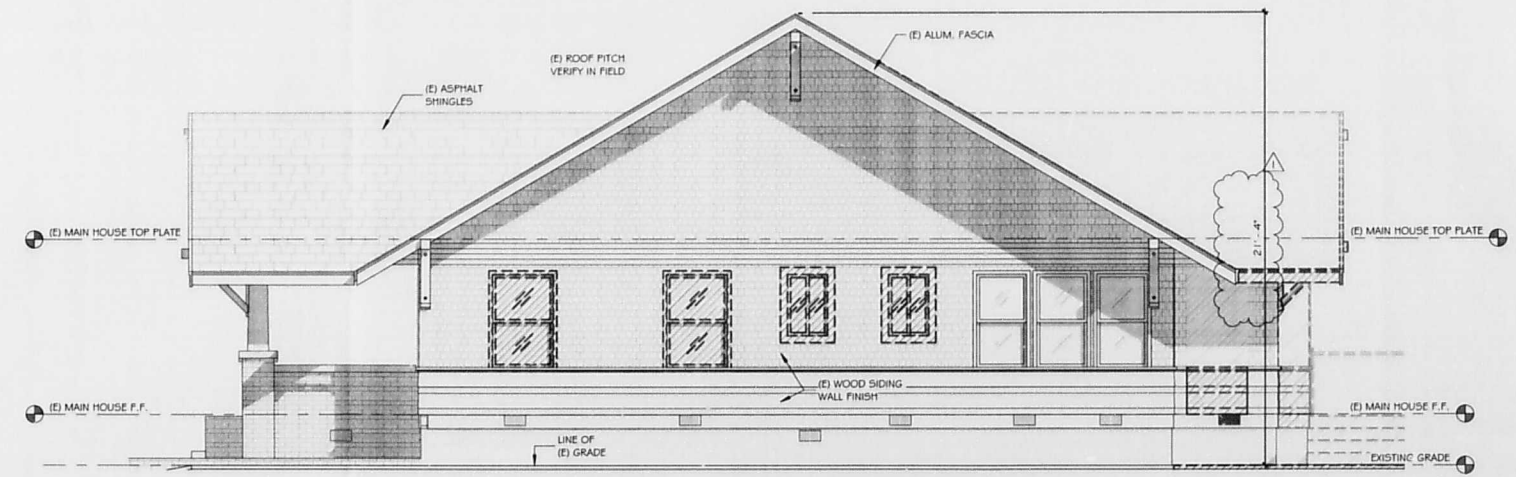 (E) ALUM. FASCIA
(E) ROOF PITCH
VERIFY IN FIELD
(E) ASPHALT
SHINGLES
1
21'-4"
(E) MAIN HOUSE TOP PLATE
(E) MAIN HOUSE TOP PLATE
(E) WOOD SIDING
WALL FINISH
(E) MAIN HOUSE F.F.
(E) MAIN HOUSE F.F.
LINE OF
(E) GRADE
EXISTING GRADE